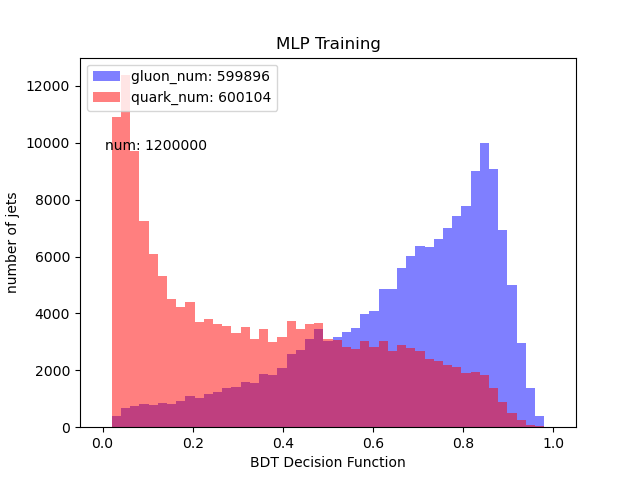 MLP Training
gluon_num: 599896
quark_num: 600104
num: 1200000
12000
10000
8000
6000
4000
2000
0
number of jets
0.0 0.2 0.4 0.6 0.8 1.0
BDT Decision Function